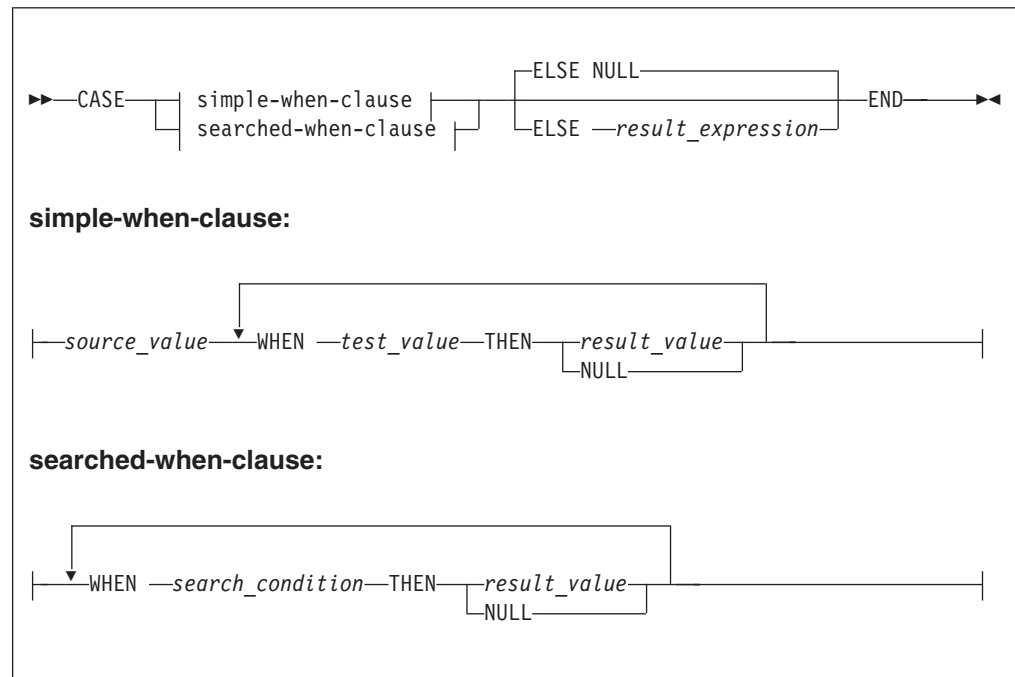 ELSE NULL
CASE simple-when-clause END
searched-when-clause ELSE result_expression
simple-when-clause:
source_value WHEN test_value THEN result_value
NULL
searched-when-clause:
WHEN search_condition THEN result_value
NULL